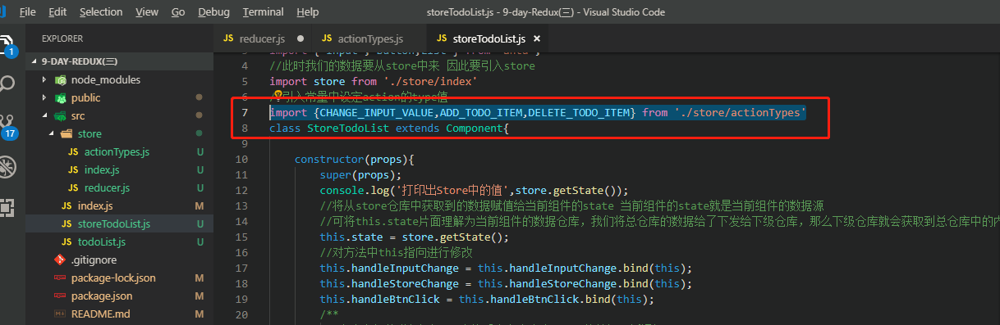 File Edit Selection View Go Debug Terminal Help storeTodoList.js - 9-day-Redux(三) - Visual Studio Code
EXPLORER
JS reducer.js
JS actionTypes.js
JS storeTodoList.js ×
1
17
9-DAY-REDUX(三)
node_modules
public
src
store
JS actionTypes.js U
JS index.js U
JS reducer.js U
JS index.js M
JS storeTodoList.js U
JS todoList.js U
.gitignore
package-lock.json M
package.json M
README.md M
4 //此时我们的数据要从store中来 因此要引入store
5 import store from './store/index'
6 引入常量中设定action的type值
7 import {CHANGE_INPUT_VALUE,ADD_TODO_ITEM,DELETE_TODO_ITEM} from './store/actionTypes'
8 class StoreTodoList extends Component{
9
10 constructor(props){
11 super(props);
12 console.log('打印出Store中的值',store.getState());
13 //将从store仓库中获取到的数据赋值给当前组件的state 当前组件的state就是当前组件的数据源
14 //可将this.state片面理解为当前组件的数据仓库，我们将总仓库的数据给了下发给下级仓库，那么下级仓库就会获取到总仓库中的
15 this.state = store.getState();
16 //对方法中this指向进行修改
17 this.handleInputChange = this.handleInputChange.bind(this);
18 this.handleStoreChange = this.handleStoreChange.bind(this);
19 this.handleBtnClick = this.handleBtnClick.bind(this);
20 /**